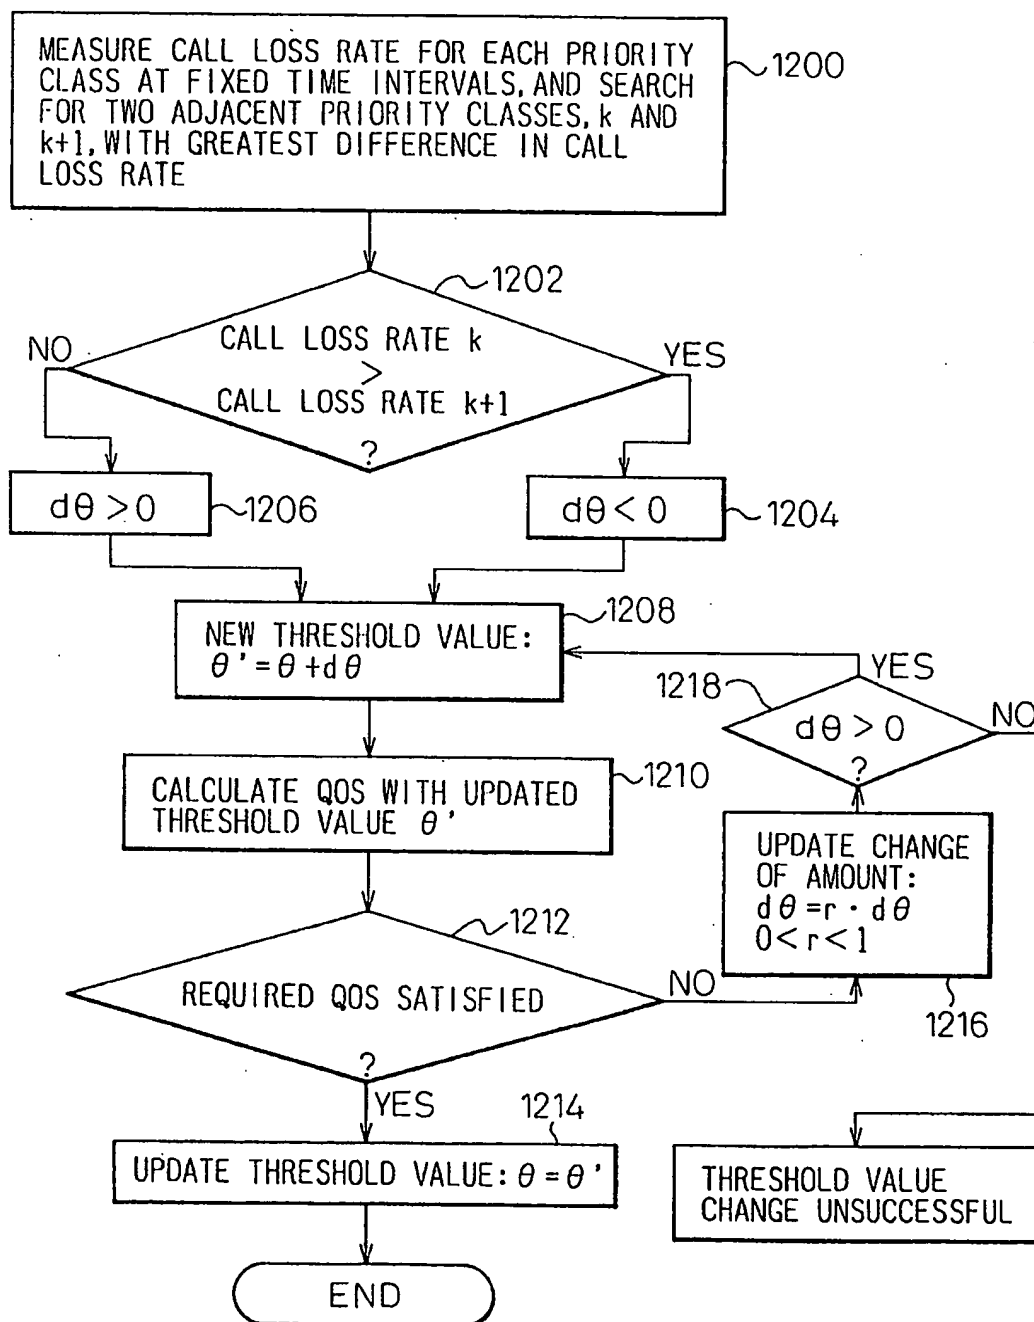 MEASURE CALL LOSS RATE FOR EACH PRIORITY
CLASS AT FIXED TIME INTERVALS, AND SEARCH
FOR TWO ADJACENT PRIORITY CLASSES, k AND
k+1, WITH GREATEST DIFFERENCE IN CALL
LOSS RATE
1200
1202
CALL LOSS RATE k
>
CALL LOSS RATE k+1
?
NO
YES
dθ > 0
1206
dθ < 0
1204
1208
NEW THRESHOLD VALUE:
θ' = θ + dθ
1218
YES
dθ > 0
?
NO
1210
CALCULATE QOS WITH UPDATED
THRESHOLD VALUE θ'
UPDATE CHANGE
OF AMOUNT:
dθ = r · dθ
0 < r < 1
1216
1212
REQUIRED QOS SATISFIED
?
NO
YES
1214
UPDATE THRESHOLD VALUE: θ = θ'
THRESHOLD VALUE
CHANGE UNSUCCESSFUL
END